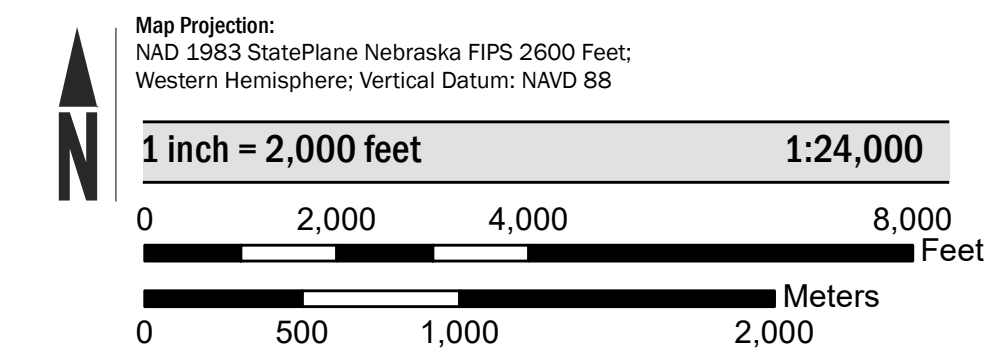 Map Projection:
NAD 1983 StatePlane Nebraska FIPS 2600 Feet;
Western Hemisphere; Vertical Datum: NAVD 88
N
1 inch = 2,000 feet 1:24,000
0 2,000 4,000 8,000
Feet
Meters
0 500 1,000 2,000